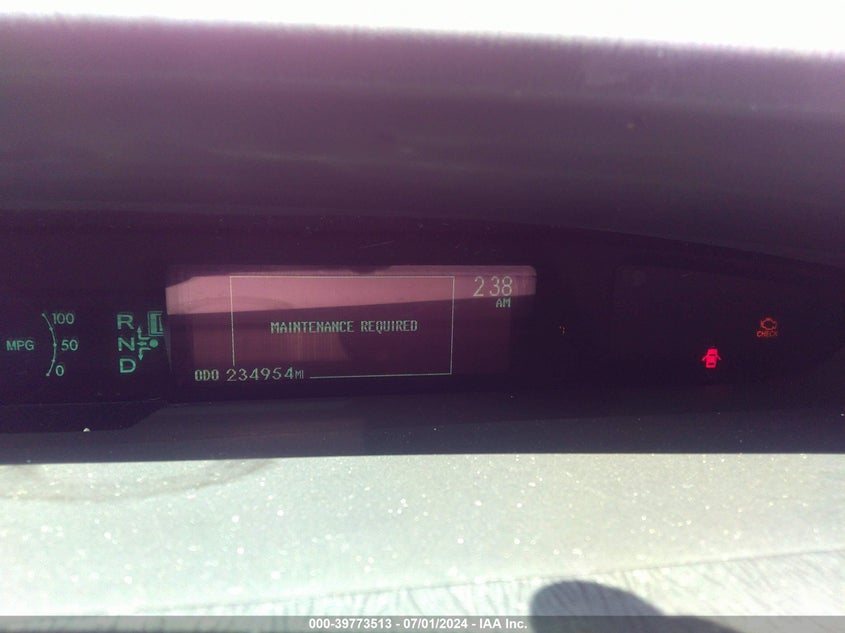 238
AM
MAINTENANCE REQUIRED
ODO 234954 MI
MPG
100
50
0
R
N
D
CHECK
000-39773513 - 07/01/2024 - IAA Inc.